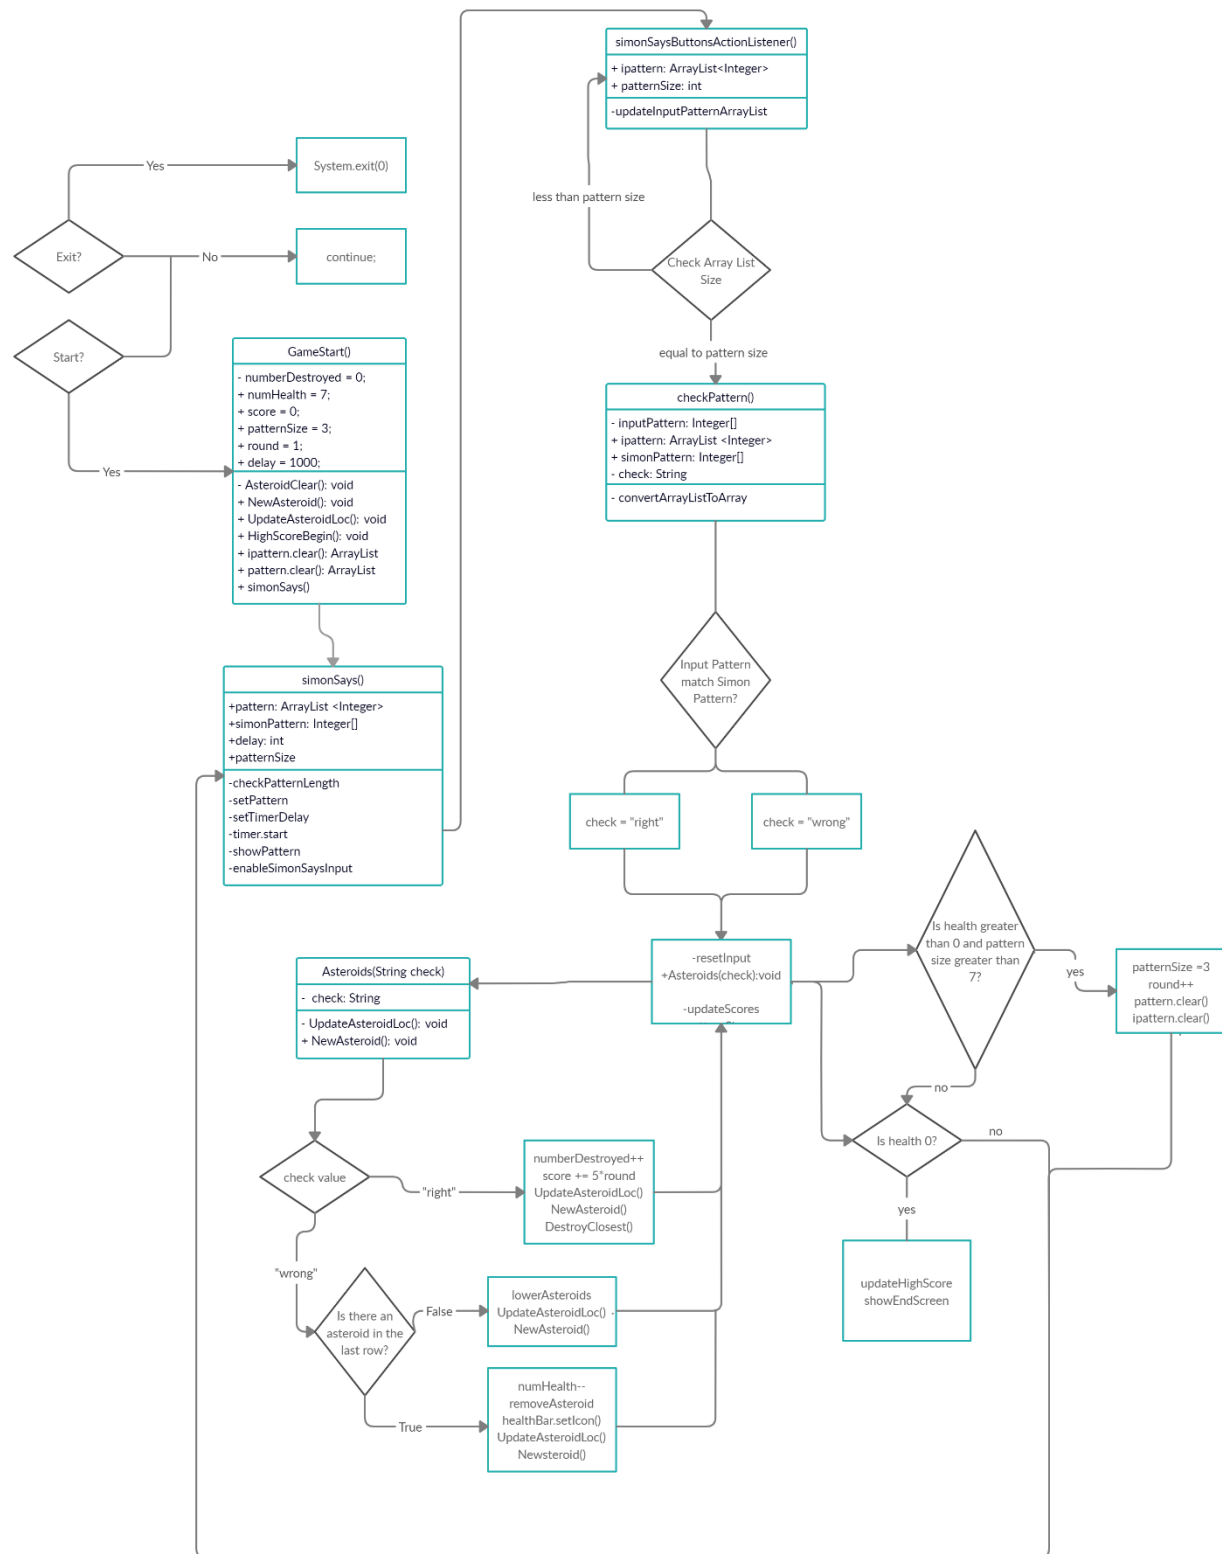 simonSaysButtonsActionListener()
+ ipattern: ArrayList<Integer>
+ patternSize: int
-updateInputPatternArrayList
Yes
System.exit(0)
less than pattern size
Exit?
No
continue;
Check Array List
Size
Start?
equal to pattern size
GameStart()
- numberDestroyed = 0;
+ numHealth = 7;
+ score = 0;
+ patternSize = 3;
+ round = 1;
+ delay = 1000;
- AsteroidClear(): void
+ NewAsteroid(): void
+ UpdateAsteroidLoc(): void
+ HighScoreBegin(): void
+ ipattern.clear(): ArrayList
+ pattern.clear(): ArrayList
+ simonSays()
Yes
checkPattern()
- inputPattern: Integer[]
+ ipattern: ArrayList <Integer>
+ simonPattern: Integer[]
- check: String
- convertArrayListToArray
simonSays()
+pattern: ArrayList <Integer>
+simonPattern: Integer[]
+delay: int
+patternSize
-checkPatternLength
-setPattern
-setTimerDelay
-timer.start
-showPattern
-enableSimonSaysInput
Input Pattern
match Simon
Pattern?
check = "right"
check = "wrong"
-resetInput
+Asteroids(check):void
-updateScores
Is health greater
than 0 and pattern
size greater than
7?
yes
patternSize =3
round++
pattern.clear()
ipattern.clear()
Asteroids(String check)
- check: String
- UpdateAsteroidLoc(): void
+ NewAsteroid(): void
no
Is health 0?
no
check value
"right"
numberDestroyed++
score += 5*round
UpdateAsteroidLoc()
NewAsteroid()
DestroyClosest()
yes
updateHighScore
showEndScreen
"wrong"
Is there an
asteroid in the
last row?
False
lowerAsteroids
UpdateAsteroidLoc()
NewAsteroid()
True
numHealth--
removeAsteroid
healthBar.setIcon()
UpdateAsteroidLoc()
Newsteroid()